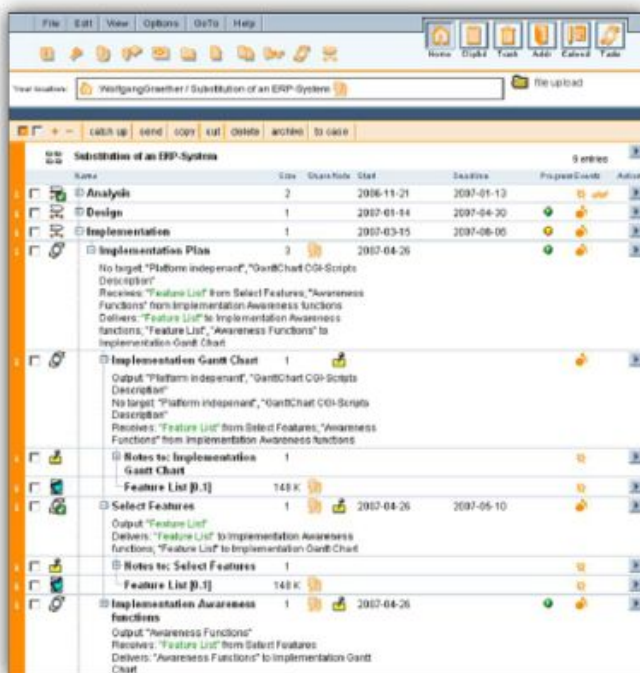 File Edit View Options GoTo Help
Home Clipbd Trash Addr Calend Tasks
Your location: WolfgangGraether / Substitution of an ERP-System
file upload
catch up send copy cut delete archive to case
Substitution of an ERP-System 9 entries
Name Size Share Note Start Deadline Progress Events Action
Analysis 2 2006-11-21 2007-01-13
Design 1 2007-01-14 2007-04-30
Implementation 1 2007-03-15 2007-08-06
Implementation Plan 3 2007-04-26
No target: "Platform indepenant", "GanttChart CGI-Scripts
Description"
Receives: "Feature List" from Select Features, "Awareness
Functions" from Implementation Awareness functions
Delivers: "Feature List" to Implementation Awareness
functions; "Feature List", "Awareness Functions" to
Implementation Gantt Chart
Implementation Gantt Chart 1
Output: "Platform indepenant", "GanttChart CGI-Scripts
Description"
No target: "Platform indepenant", "GanttChart CGI-Scripts
Description"
Receives: "Feature List" from Select Features, "Awareness
Functions" from Implementation Awareness functions
Notes to: Implementation 1
Gantt Chart
Feature List [0.1] 148 K
Select Features 1 2007-04-26 2007-05-10
Output: "Feature List"
Delivers: "Feature List" to Implementation Awareness
functions; "Feature List" to Implementation Gantt Chart
Notes to: Select Features 1
Feature List [0.1] 148 K
Implementation Awareness 1 2007-04-26
functions
Output: "Awareness Functions"
Receives: "Feature List" from Select Features
Delivers: "Awareness Functions" to Implementation Gantt
Chart